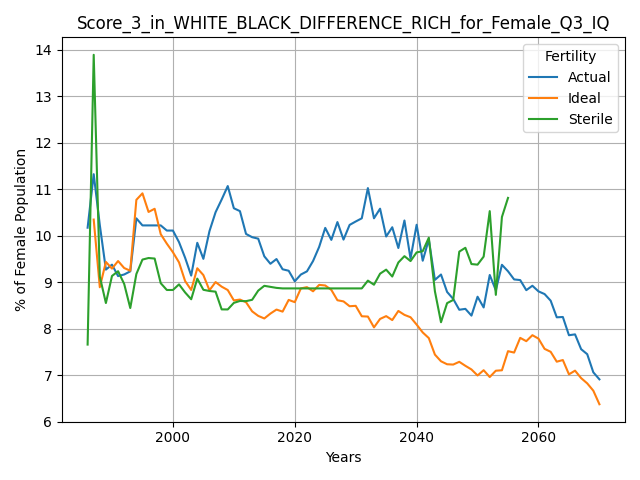 Score_3_in_WHITE_BLACK_DIFFERENCE_RICH_for_Female_Q3_IQ
Fertility
Actual
Ideal
Sterile
% of Female Population
14
13
12
11
10
9
8
7
6
2000
2020
2040
2060
Years